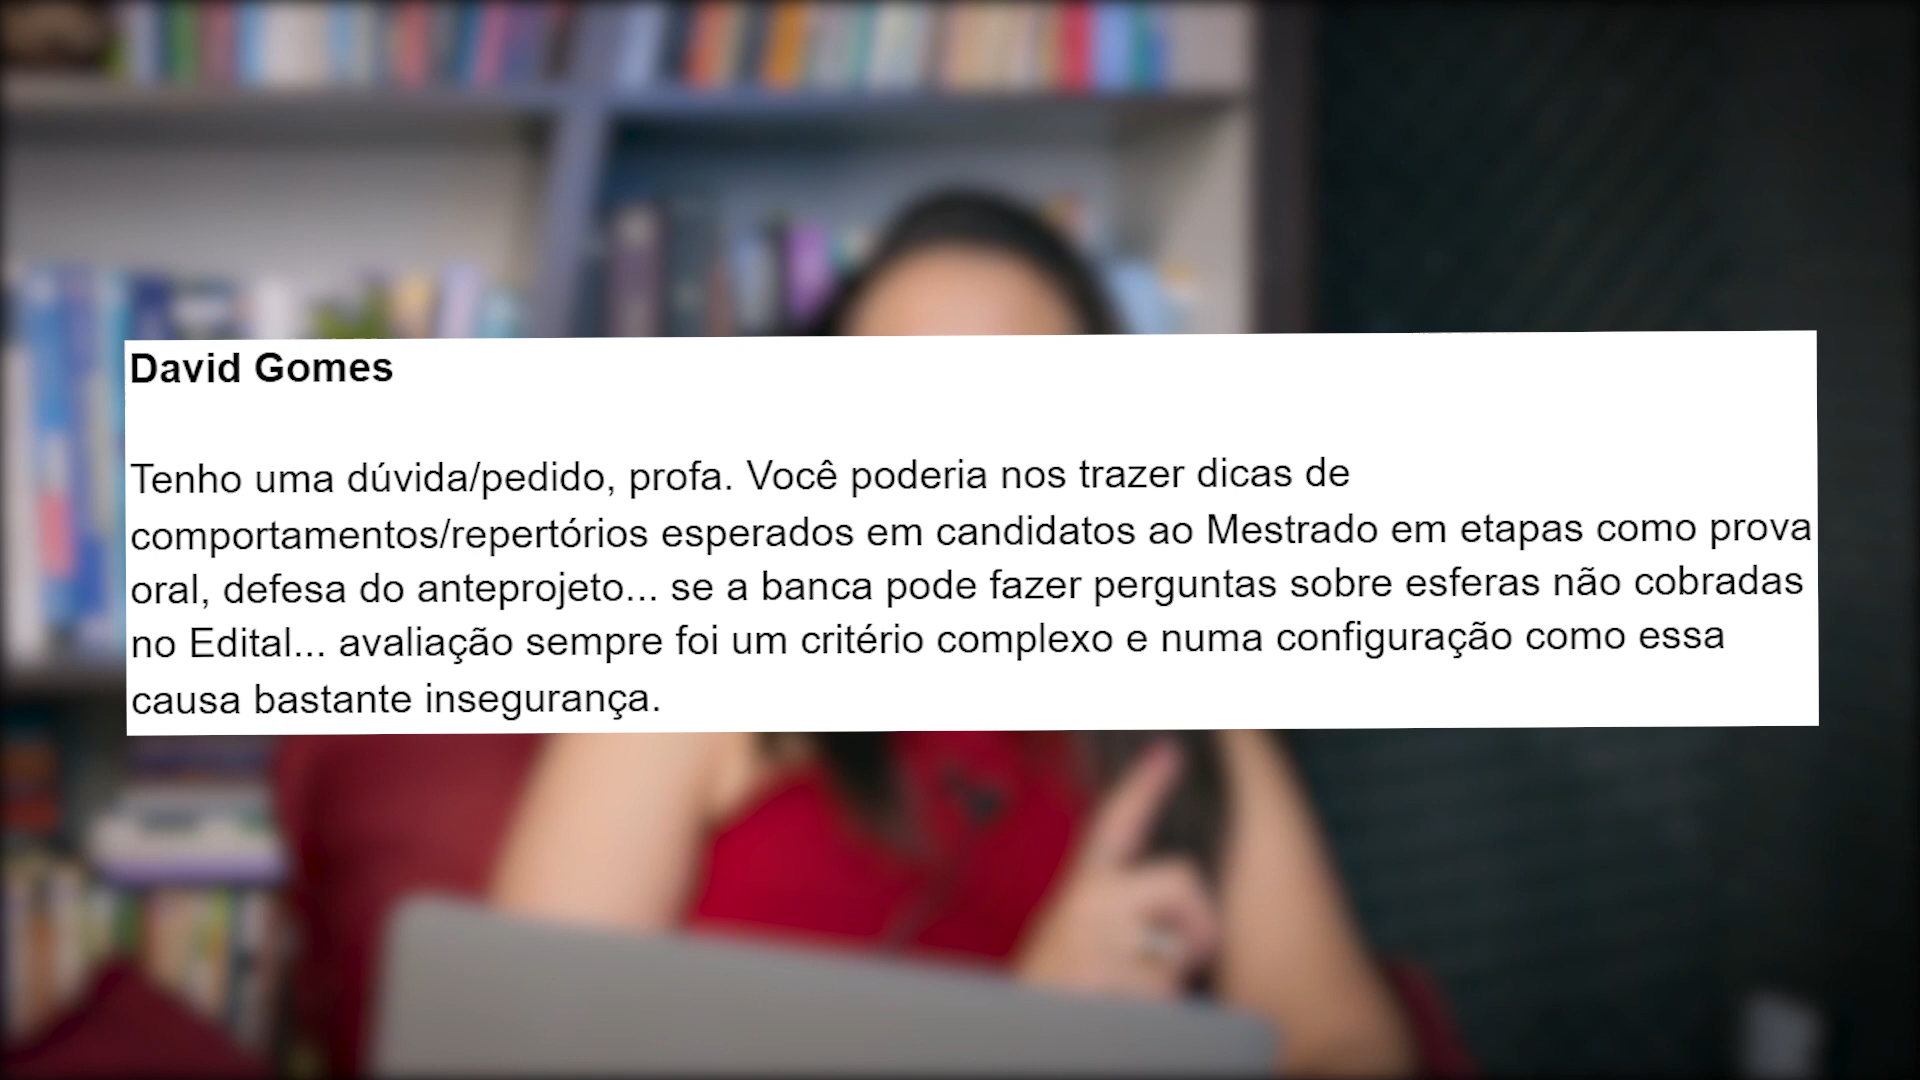 David Gomes
Tenho uma dúvida/pedido, profa. Você poderia nos trazer dicas de
comportamentos/repertórios esperados em candidatos ao Mestrado em etapas como prova
oral, defesa do anteprojeto... se a banca pode fazer perguntas sobre esferas não cobradas
no Edital... avaliação sempre foi um critério complexo e numa configuração como essa
causa bastante insegurança.